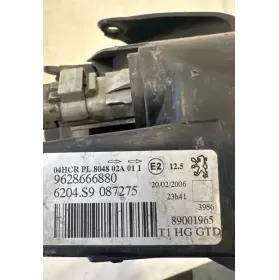 04HCR PL 8048 02A 01 1 E2 12.5
9628666880
6204.S9 087275
20/02/2006
23h41
3986
89001965
T1 HG GTD